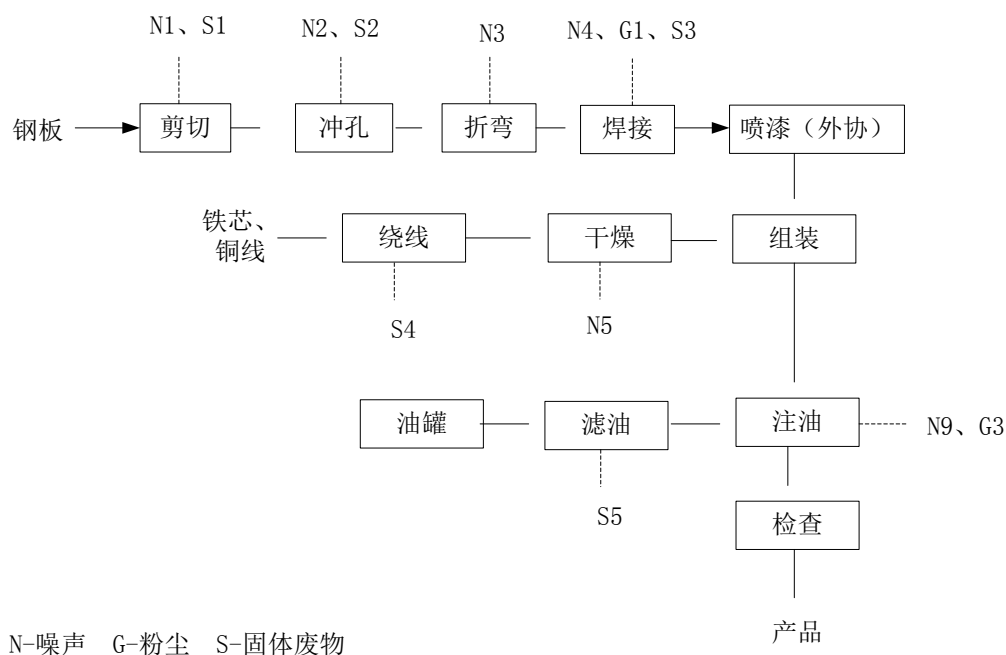 N1、S1
N2、S2
N3
N4、G1、S3
钢板
剪切
冲孔
折弯
焊接
喷漆（外协）
铁芯、
铜线
绕线
干燥
组装
S4
N5
油罐
滤油
注油
N9、G3
S5
检查
产品
N-噪声 G-粉尘 S-固体废物